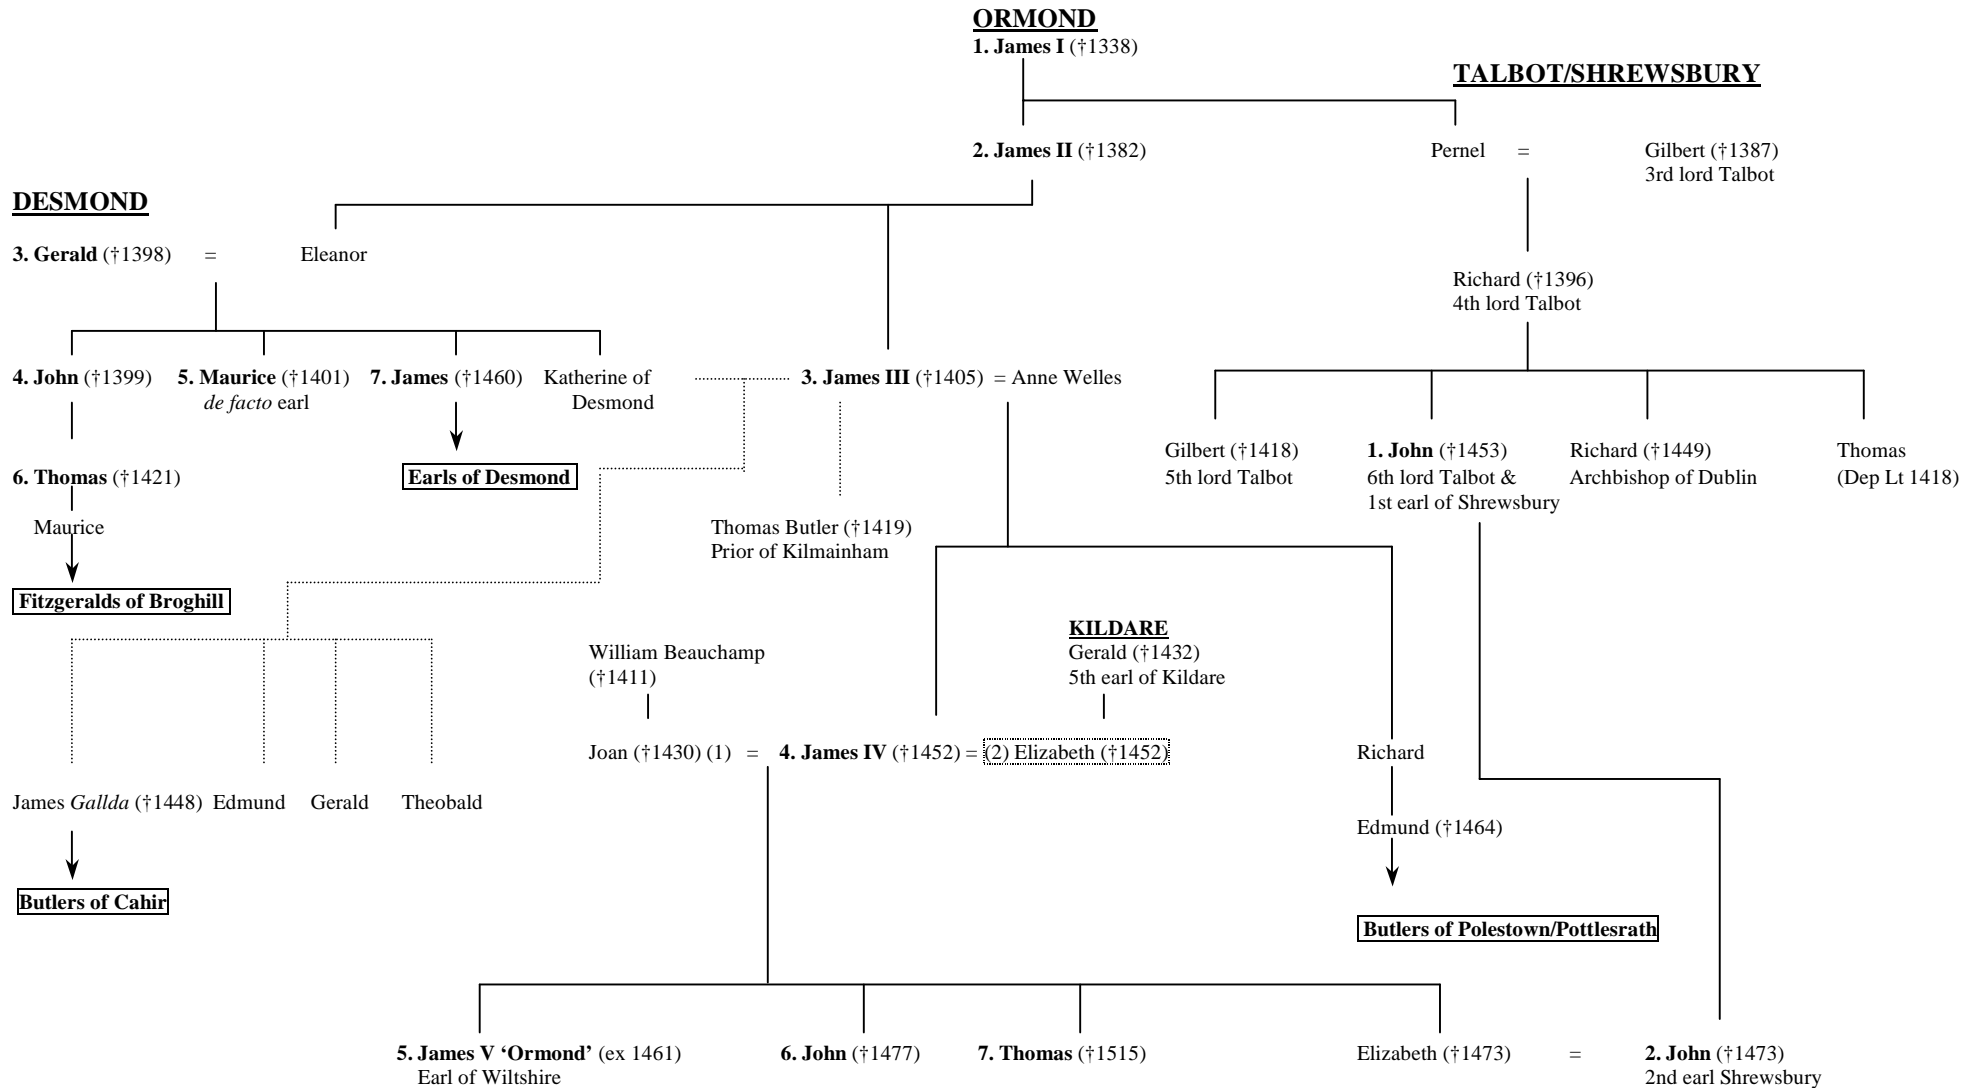 ORMOND
1. James I (†1338)
TALBOT/SHREWSBURY
2. James II (†1382)
Pernel =
Gilbert (†1387)
3rd lord Talbot
DESMOND
3. Gerald (†1398) = Eleanor
Richard (†1396)
4th lord Talbot
4. John (†1399)
5. Maurice (†1401)
de facto earl
7. James (†1460)
Katherine of
Desmond
3. James III (†1405) = Anne Welles
Gilbert (†1418)
5th lord Talbot
1. John (†1453)
6th lord Talbot &
1st earl of Shrewsbury
Richard (†1449)
Archbishop of Dublin
Thomas
(Dep Lt 1418)
6. Thomas (†1421)
Earls of Desmond
Maurice
Thomas Butler (†1419)
Prior of Kilmainham
Fitzgeralds of Broghill
William Beauchamp
(†1411)
KILDARE
Gerald (†1432)
5th earl of Kildare
Joan (†1430) (1) = 4. James IV (†1452) = (2) Elizabeth (†1452)
Richard
James Gallda (†1448) Edmund Gerald Theobald
Edmund (†1464)
Butlers of Cahir
Butlers of Polestown/Pottlesrath
5. James V ‘Ormond’ (ex 1461)
Earl of Wiltshire
6. John (†1477)
7. Thomas (†1515)
Elizabeth (†1473) =
2. John (†1473)
2nd earl Shrewsbury